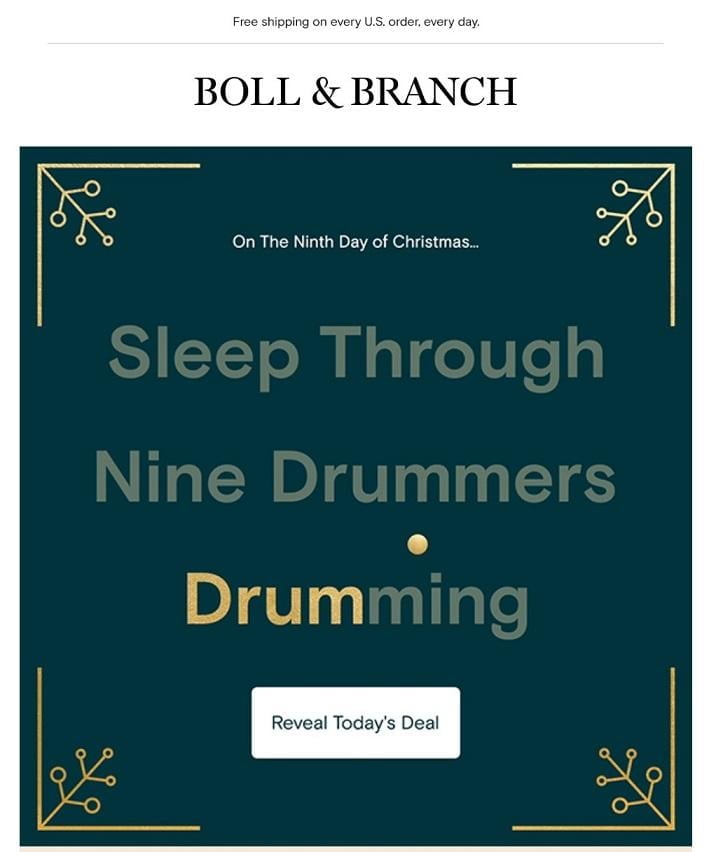 Free shipping on every U.S. order, every day.
BOLL & BRANCH
On The Ninth Day of Christmas...
Sleep Through
Nine Drummers
Drumming
Reveal Today's Deal